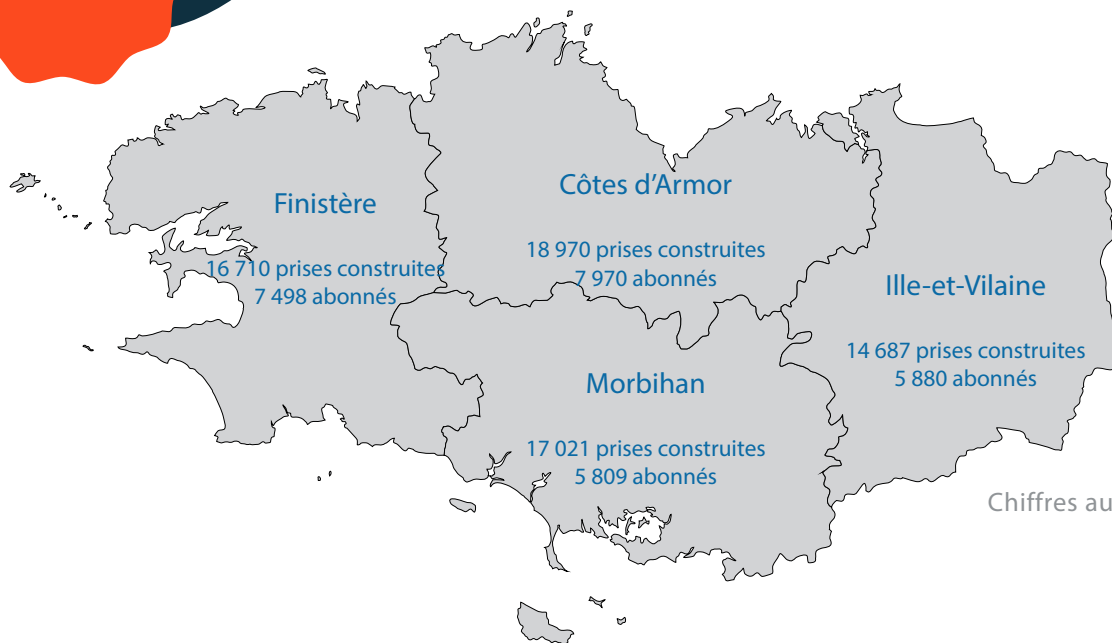 Finistère
16 710 prises construites
7 498 abonnés
Côtes d'Armor
18 970 prises construites
7 970 abonnés
Ille-et-Vilaine
14 687 prises construites
5 880 abonnés
Morbihan
17 021 prises construites
5 809 abonnés
Chiffres au